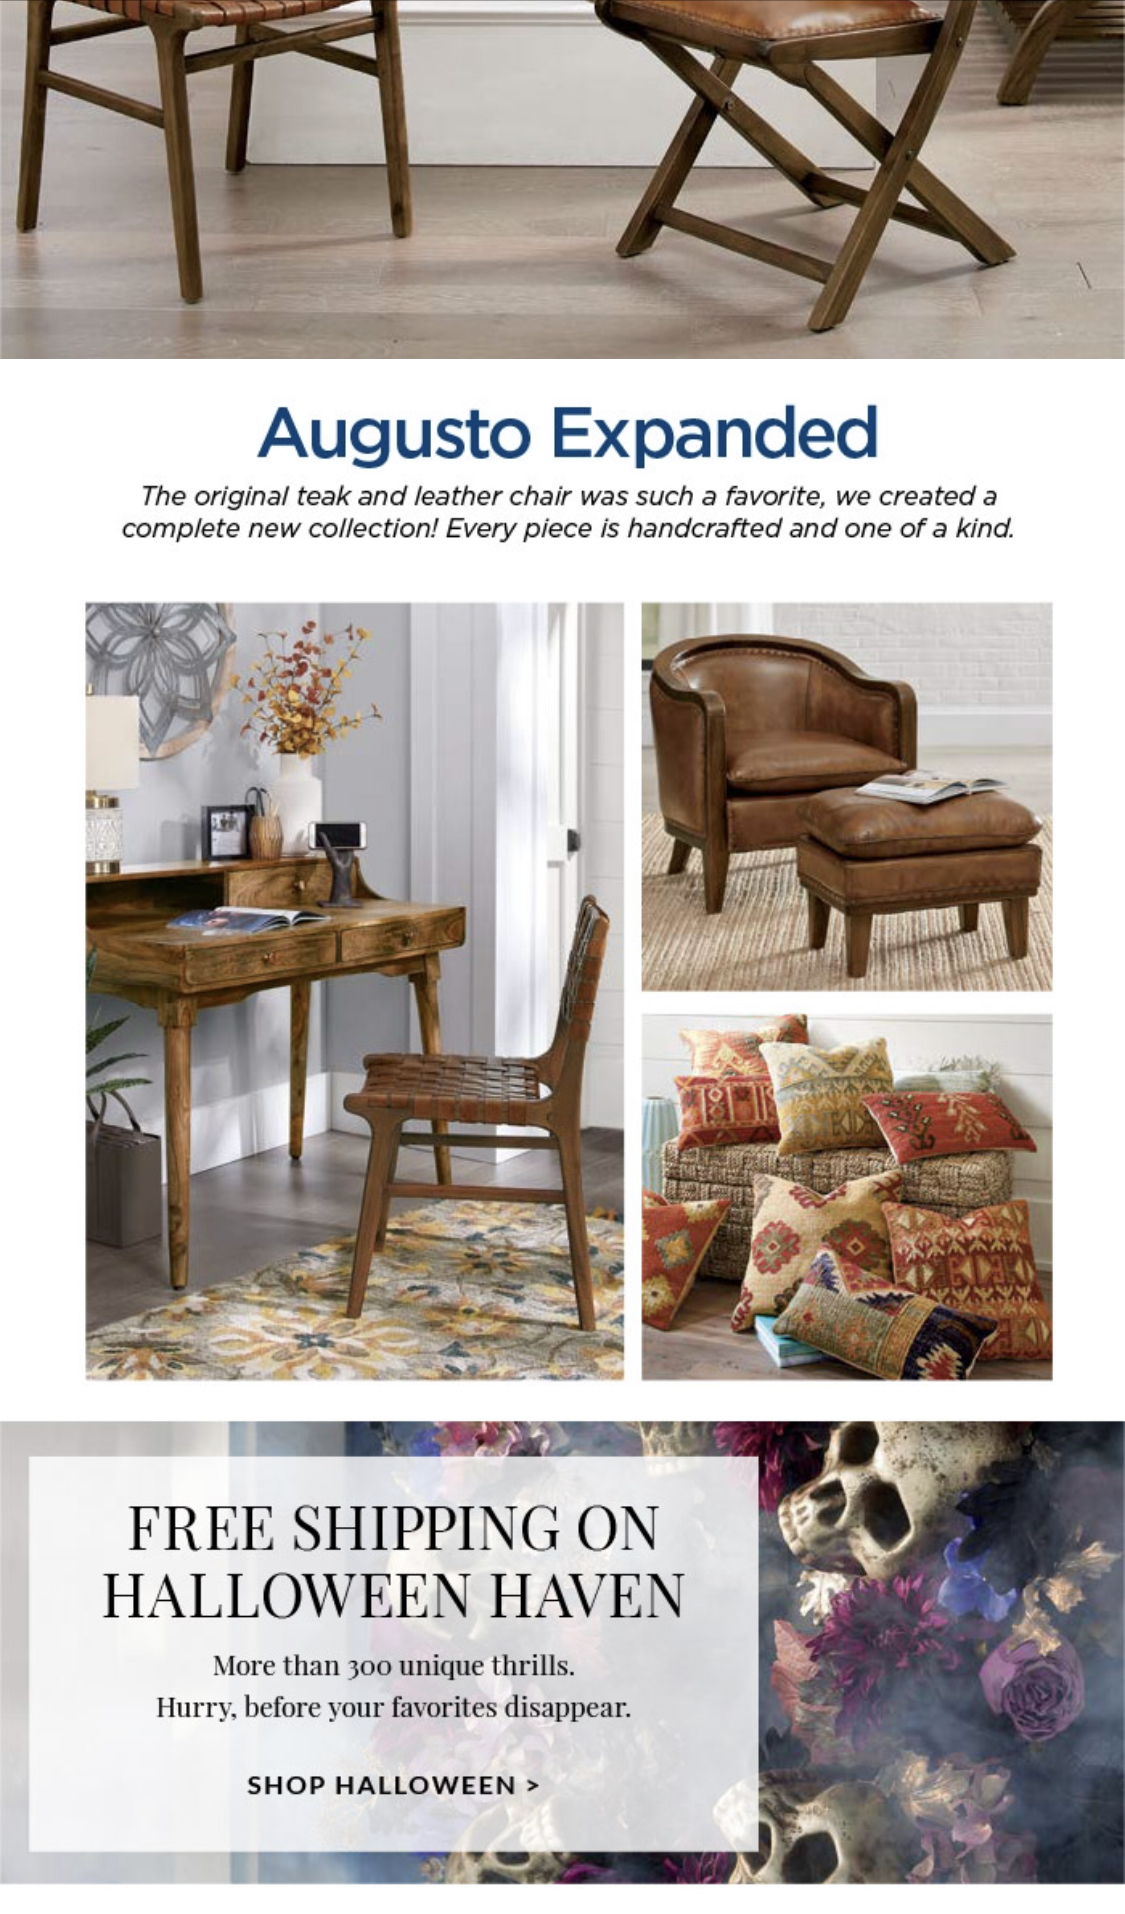 Augusto Expanded
The original teak and leather chair was such a favorite, we created a
complete new collection! Every piece is handcrafted and one of a kind.
FREE SHIPPING ON
HALLOWEEN HAVEN
More than 300 unique thrills.
Hurry, before your favorites disappear.
SHOP HALLOWEEN >